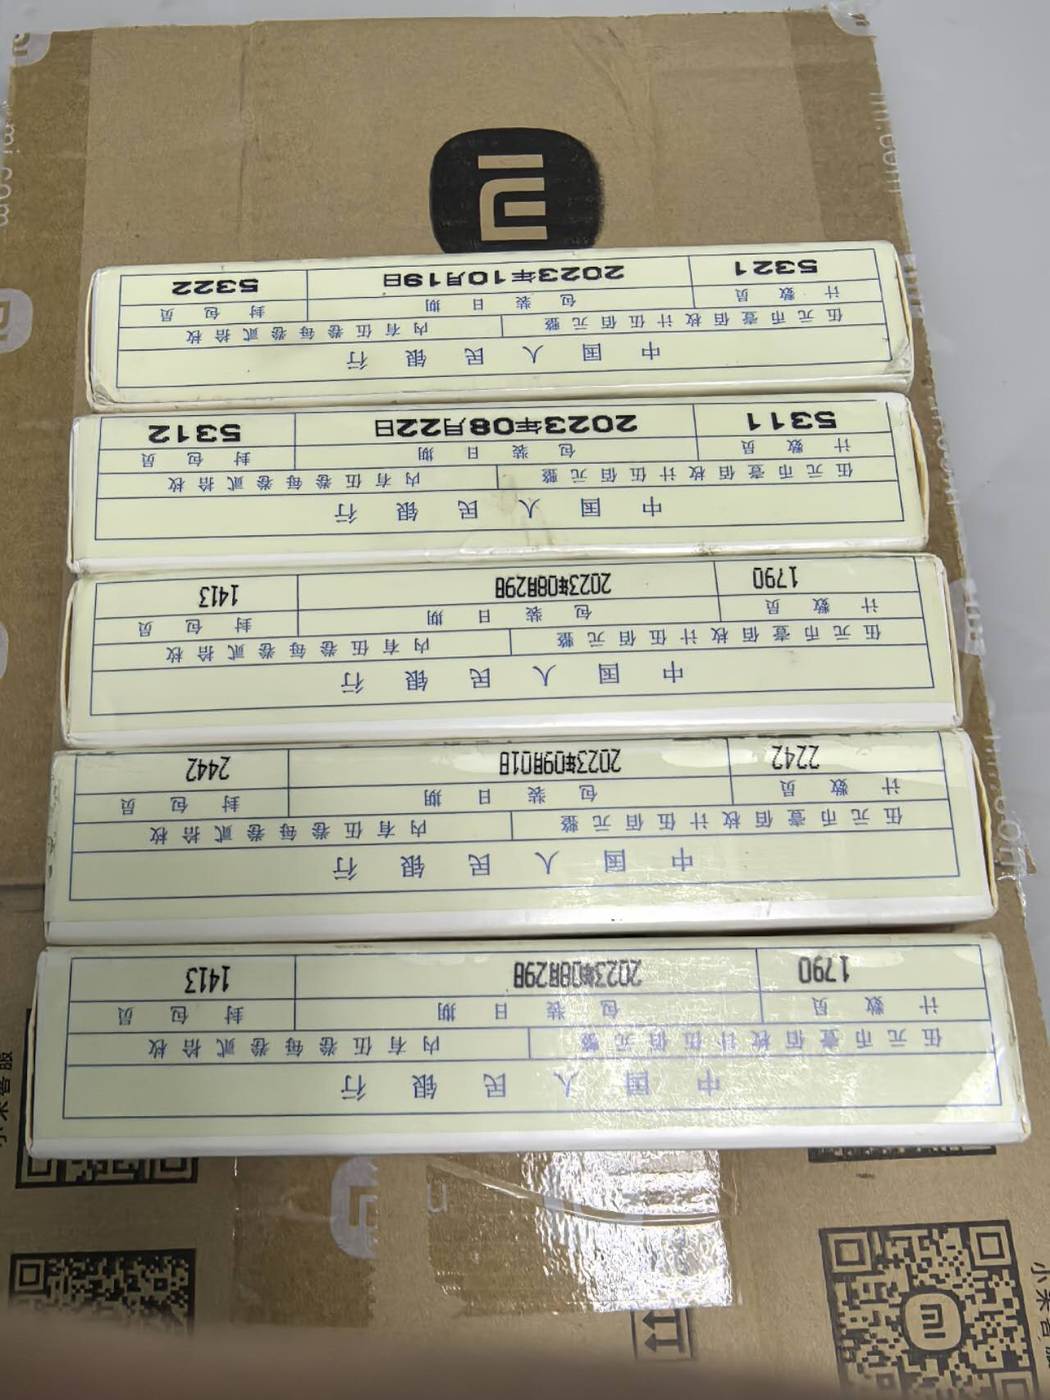 中国人民银行
伍元币壹佰枚计伍佰元整 内有伍卷每卷贰拾枚
计数员 包装日期 封包员
1790 2023年08月29日 1413
中国人民银行
伍元币壹佰枚计伍佰元整 内有伍卷每卷贰拾枚
计数员 包装日期 封包员
2242 2023年09月01日 2442
中国人民银行
伍元币壹佰枚计伍佰元整 内有伍卷每卷贰拾枚
计数员 包装日期 封包员
1790 2023年08月29日 1413
中国人民银行
伍元币壹佰枚计伍佰元整 内有伍卷每卷贰拾枚
计数员 包装日期 封包员
5311 2023年08月22日 5312
中国人民银行
伍元币壹佰枚计伍佰元整 内有伍卷每卷贰拾枚
计数员 包装日期 封包员
5321 2023年10月19日 5322
mi.com
mi.com